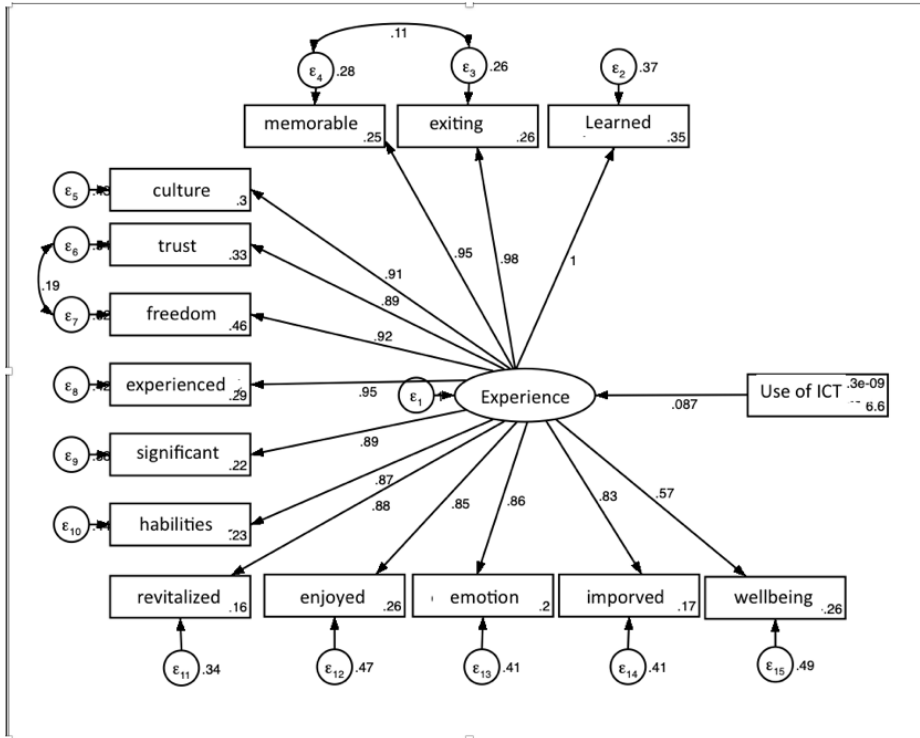 .11
ε4 .28
ε3 .26
ε2 .37
memorable .25
exiting .26
Learned .35
ε5
culture .3
ε6
trust .33
.19
ε7
freedom .46
ε8
experienced .29
ε9
significant .22
ε10
habilities .23
.95
.98
1
.91
.89
.92
.95
.89
.87
.88
.85
.86
.83
.57
ε1
Experience
.087
Use of ICT .3e-09
6.6
revitalized .16
enjoyed .26
emotion .2
imporved .17
wellbeing .26
ε11 .34
ε12 .47
ε13 .41
ε14 .41
ε15 .49